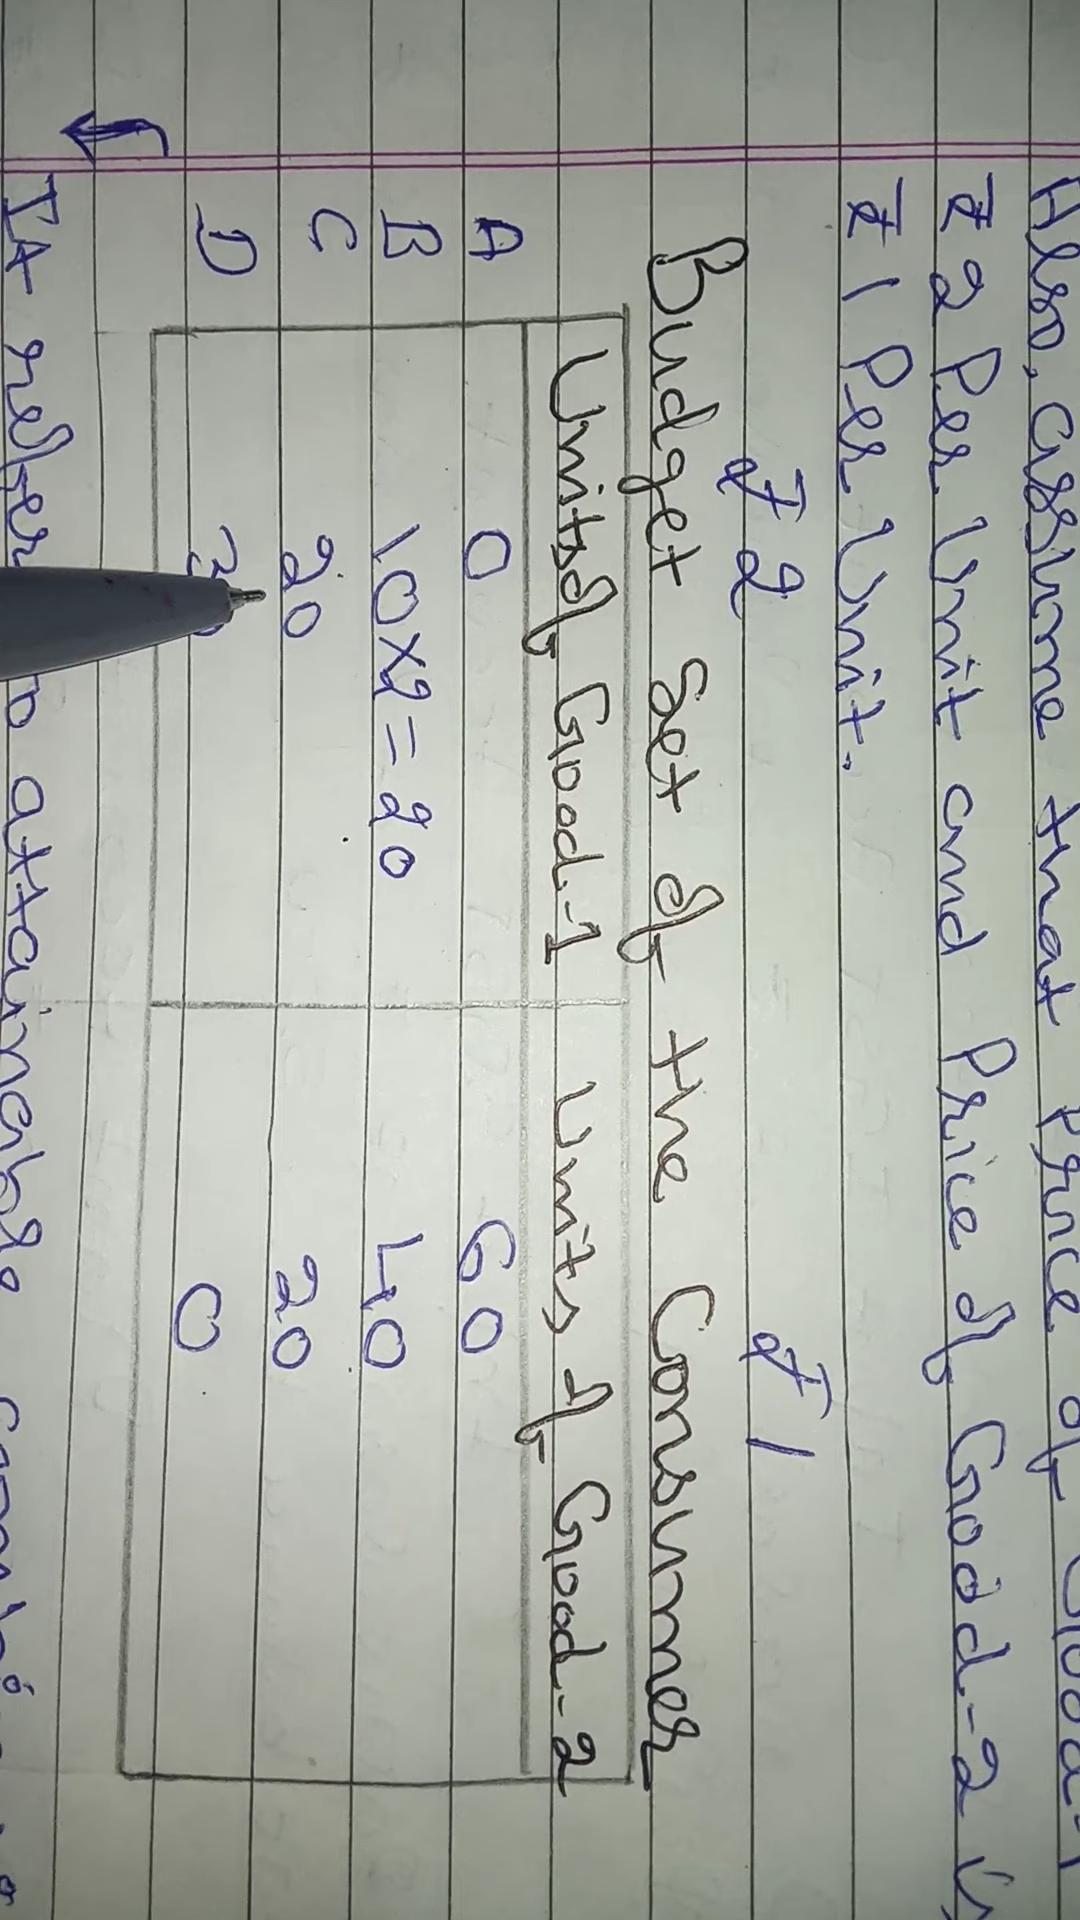 Also, assume that Price of Good-1
₹ 2 Per Unit and Price of Good-2 is
₹ 1 Per Unit.
₹ 2 ₹ 1
Budget Set of the Consumer
Units of Good-1 Units of Good-2
A 0 60
B 10×2=20 40
C 20 20
D 30 0
It refers to attainable